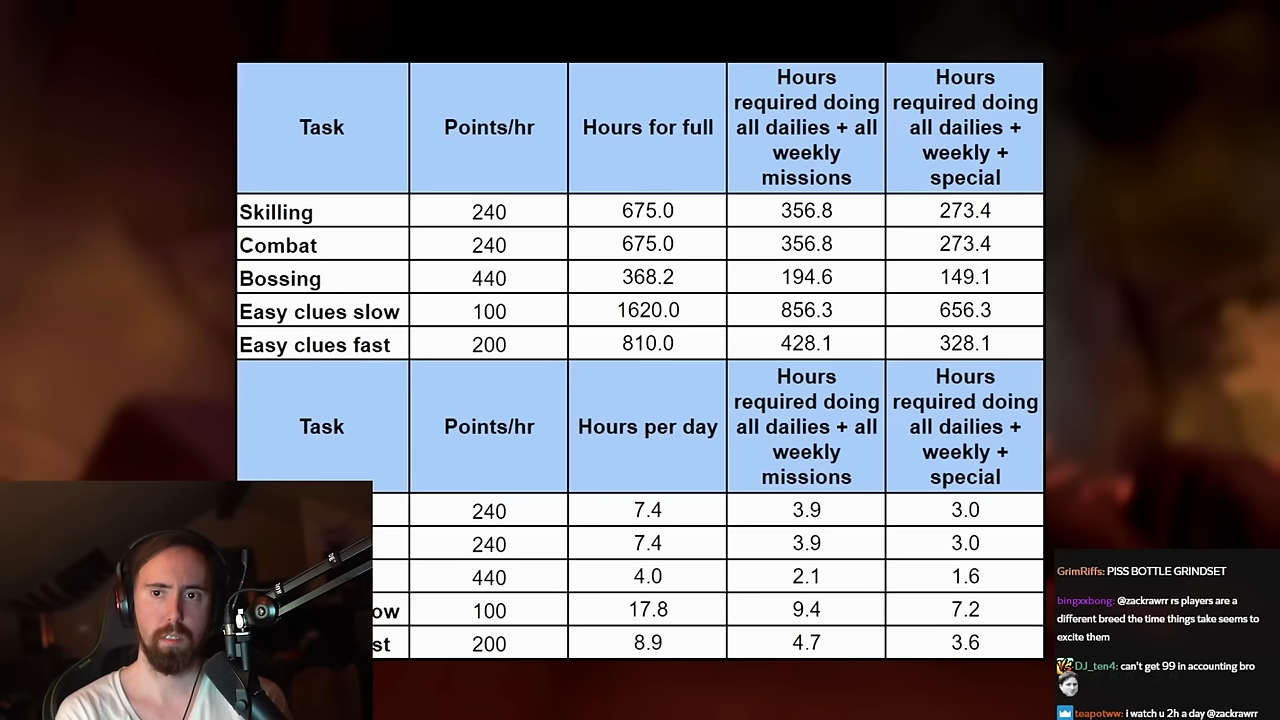 Task Points/hr Hours for full Hours required doing all dailies + all weekly missions Hours required doing all dailies + weekly + special
Skilling 240 675.0 356.8 273.4
Combat 240 675.0 356.8 273.4
Bossing 440 368.2 194.6 149.1
Easy clues slow 100 1620.0 856.3 656.3
Easy clues fast 200 810.0 428.1 328.1
Task Points/hr Hours per day Hours required doing all dailies + all weekly missions Hours required doing all dailies + weekly + special
240 7.4 3.9 3.0
240 7.4 3.9 3.0
440 4.0 2.1 1.6
ow 100 17.8 9.4 7.2
st 200 8.9 4.7 3.6
GrimRiffs: PISS BOTTLE GRINDSET
bingxxbong: @zackrawrr rs players are a
different breed the time things take seems to
excite them
DJ_ten4: can't get 99 in accounting bro
teapotww: i watch u 2h a day @zackrawrr